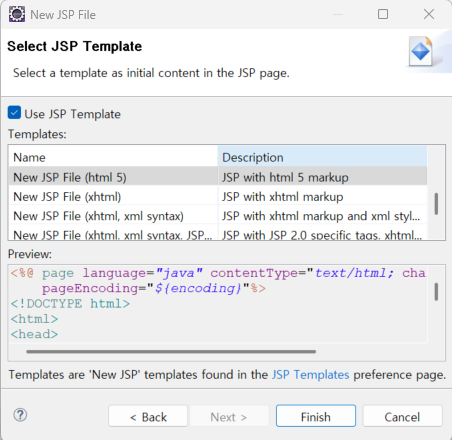 New JSP File
Select JSP Template
Select a template as initial content in the JSP page.
Use JSP Template
Templates:
Name Description
New JSP File (html 5) JSP with html 5 markup
New JSP File (xhtml) JSP with xhtml markup
New JSP File (xhtml, xml syntax) JSP with xhtml markup and xml styl...
New JSP File (xhtml, xml syntax, JSP... JSP with JSP 2.0 specific tags, xhtml...
Preview:
<%@ page language="java" contentType="text/html; cha
pageEncoding="${encoding}"%>
<!DOCTYPE html>
<html>
<head>
Templates are 'New JSP' templates found in the JSP Templates preference page.
? < Back Next > Finish Cancel